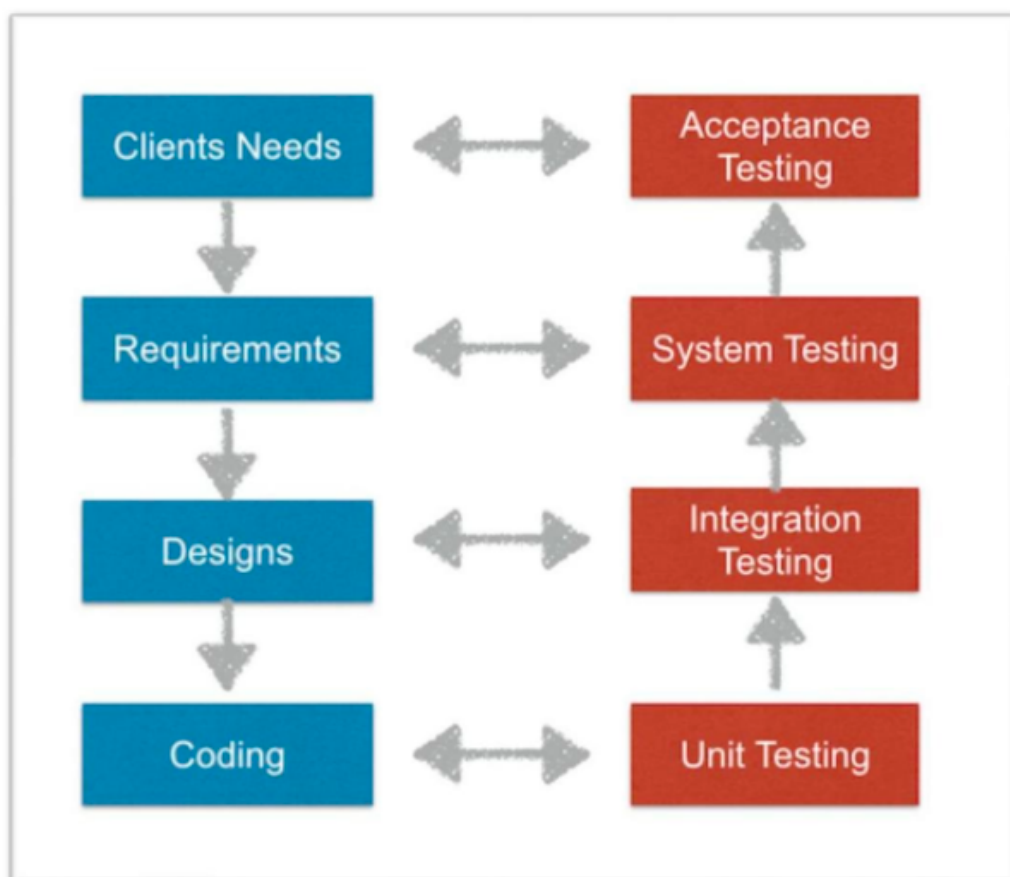 Clients Needs
Acceptance
Testing
Requirements
System Testing
Designs
Integration
Testing
Coding
Unit Testing